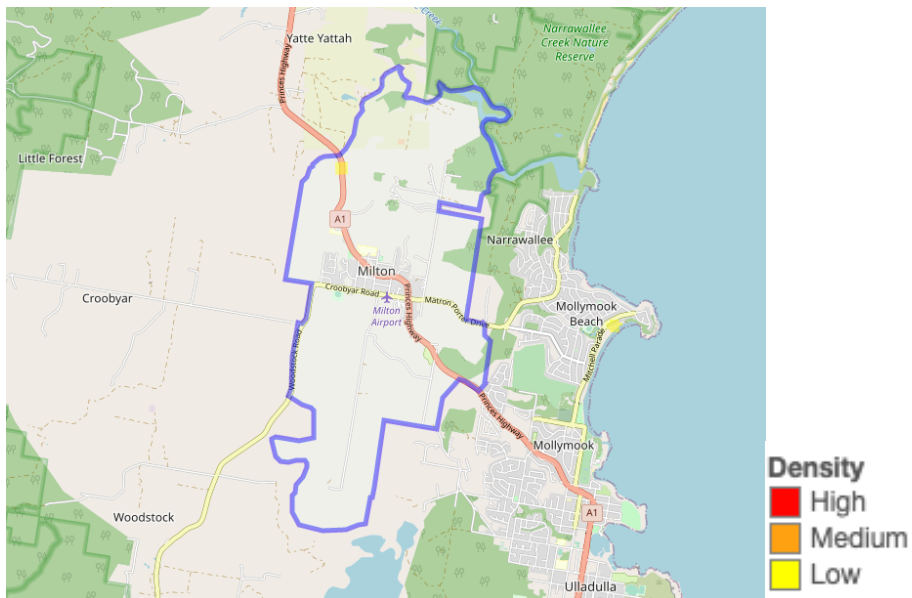 Creek
Narrawallee
Creek Nature
Reserve
Yatte Yattah
Princes Highway
Little Forest
A1
Narrawallee
Milton
Croobyar
Croobyar Road
Milton
Airport
Princes Highway
Matron Porter Drive
Mollymook
Beach
Mitchell Parade
Woodstock Road
Princes Highway
Mollymook
Woodstock
A1
Ulladulla
Density
High
Medium
Low